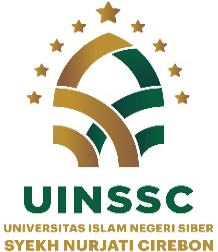 UINSSC
UNIVERSITAS ISLAM NEGERI SIBER
SYEKH NURJATI CIREBON